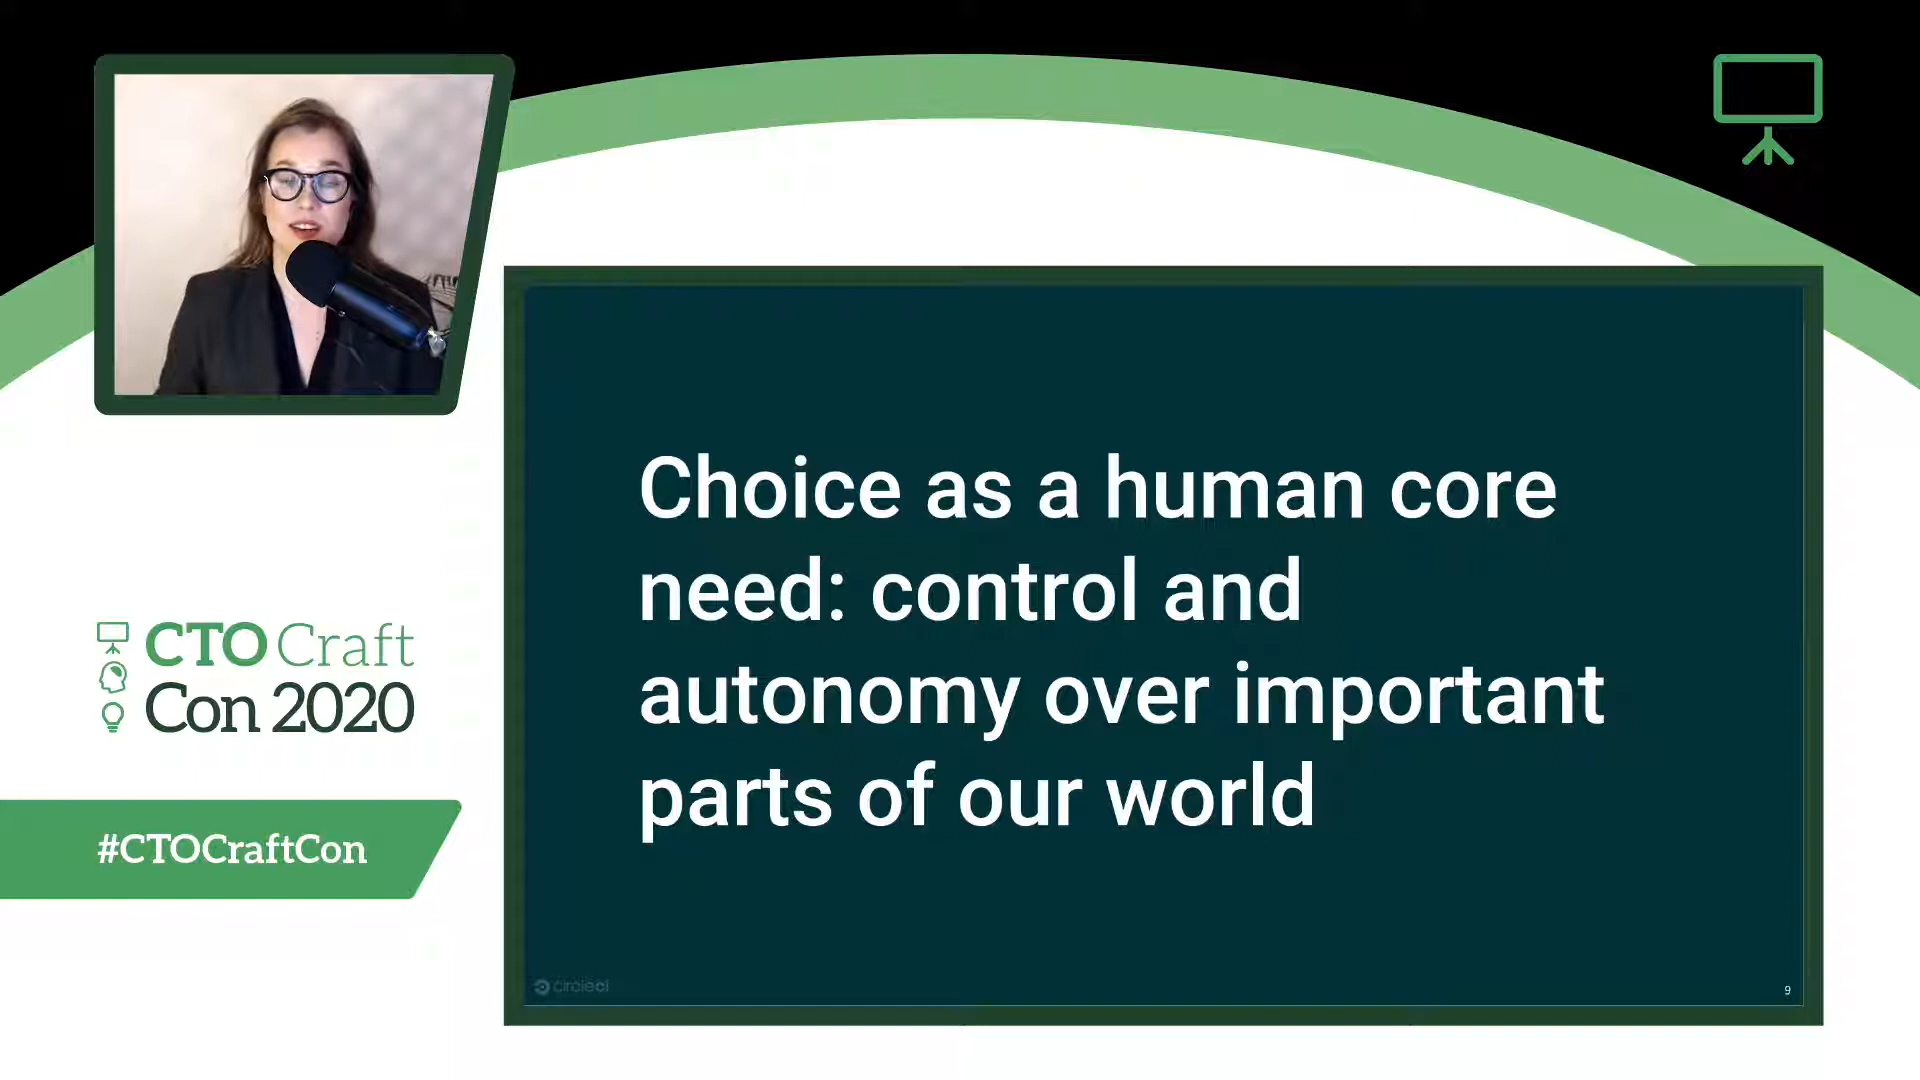 Choice as a human core
need: control and
autonomy over important
parts of our world
circleci
9
CTO Craft
Con 2020
#CTOCraftCon